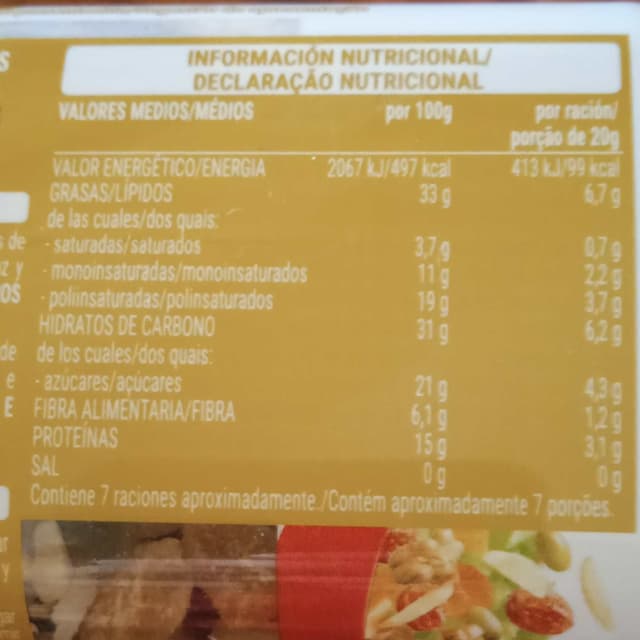 INFORMACIÓN NUTRICIONAL/
DECLARAÇÃO NUTRICIONAL
VALORES MEDIOS/MÉDIOS por 100g por ración/
porção de 20g
VALOR ENERGÉTICO/ENERGIA 2067 kJ/497 kcal 413 kJ/99 kcal
GRASAS/LÍPIDOS 33 g 6,7 g
de las cuales/dos quais:
- saturadas/saturados 3,7 g 0,7 g
- monoinsaturadas/monoinsaturados 11 g 2,2 g
- poliinsaturadas/polinsaturados 19 g 3,7 g
HIDRATOS DE CARBONO 31 g 6,2 g
de los cuales/dos quais:
- azúcares/açúcares 21 g 4,3 g
FIBRA ALIMENTARIA/FIBRA 6,1 g 1,2 g
PROTEÍNAS 15 g 3,1 g
SAL 0 g 0 g
Contiene 7 raciones aproximadamente./Contém aproximadamente 7 porções.